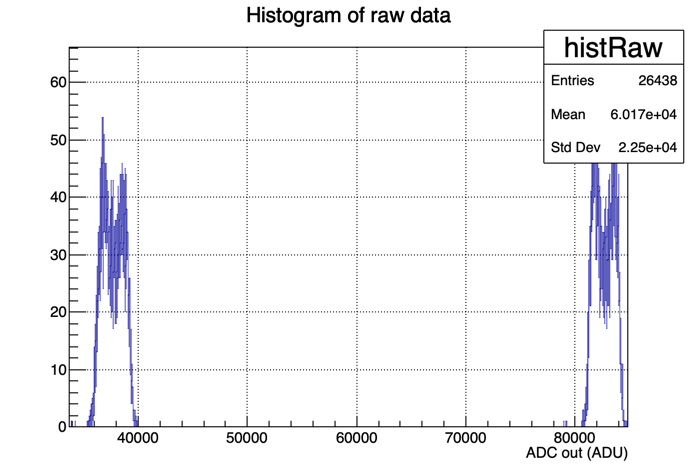 Histogram of raw data
histRaw
Entries 26438
Mean 6.017e+04
Std Dev 2.25e+04
60
50
40
30
20
10
0
40000 50000 60000 70000 80000
ADC out (ADU)